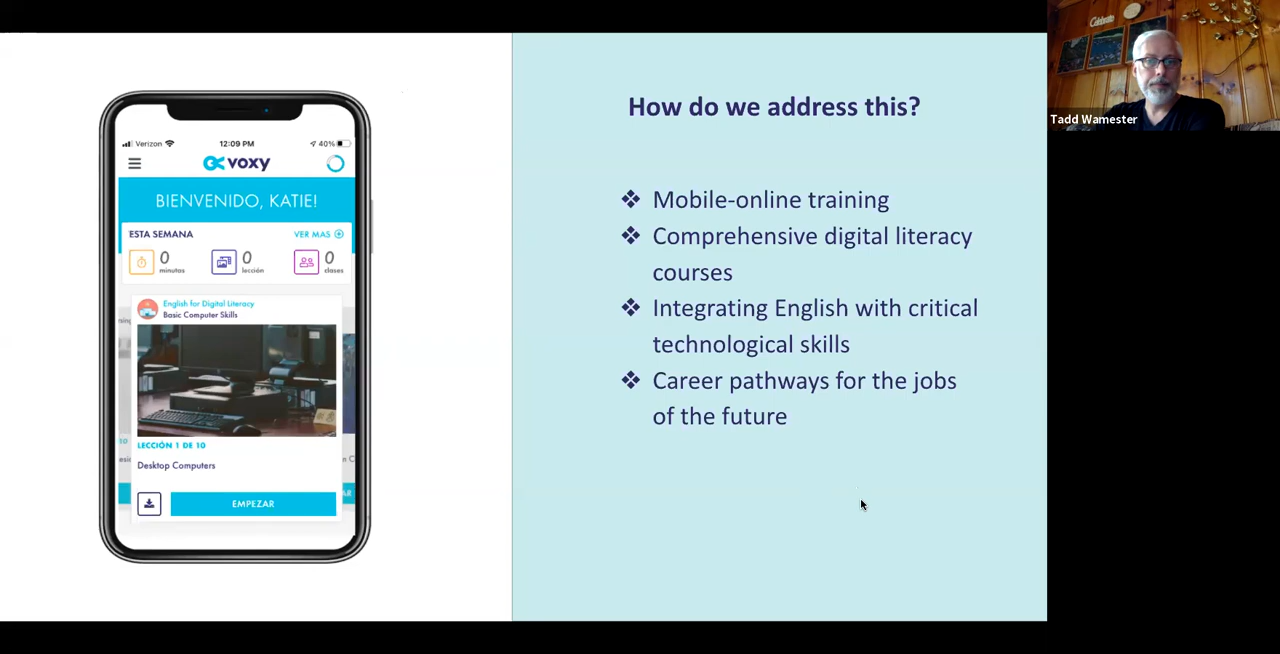 Verizon
12:09 PM
40%
voxy
BIENVENIDO, KATIE!
ESTA SEMANA
VER MAS
0
minutos
0
lección
0
clases
English for Digital Literacy
Basic Computer Skills
LECCIÓN 1 DE 10
Desktop Computers
EMPEZAR
How do we address this?
❖ Mobile-online training
❖ Comprehensive digital literacy
courses
❖ Integrating English with critical
technological skills
❖ Career pathways for the jobs
of the future
Celebrate
Tadd Wamester